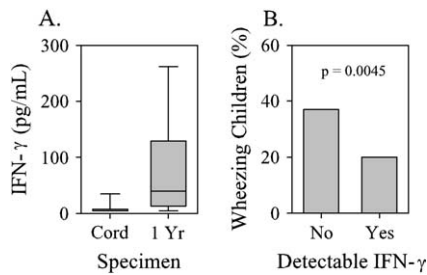 A.
IFN-γ (pg/mL)
300
200
100
0
Cord 1 Yr
Specimen
B.
Wheezing Children (%)
60
40
20
0
p = 0.0045
No Yes
Detectable IFN-γ